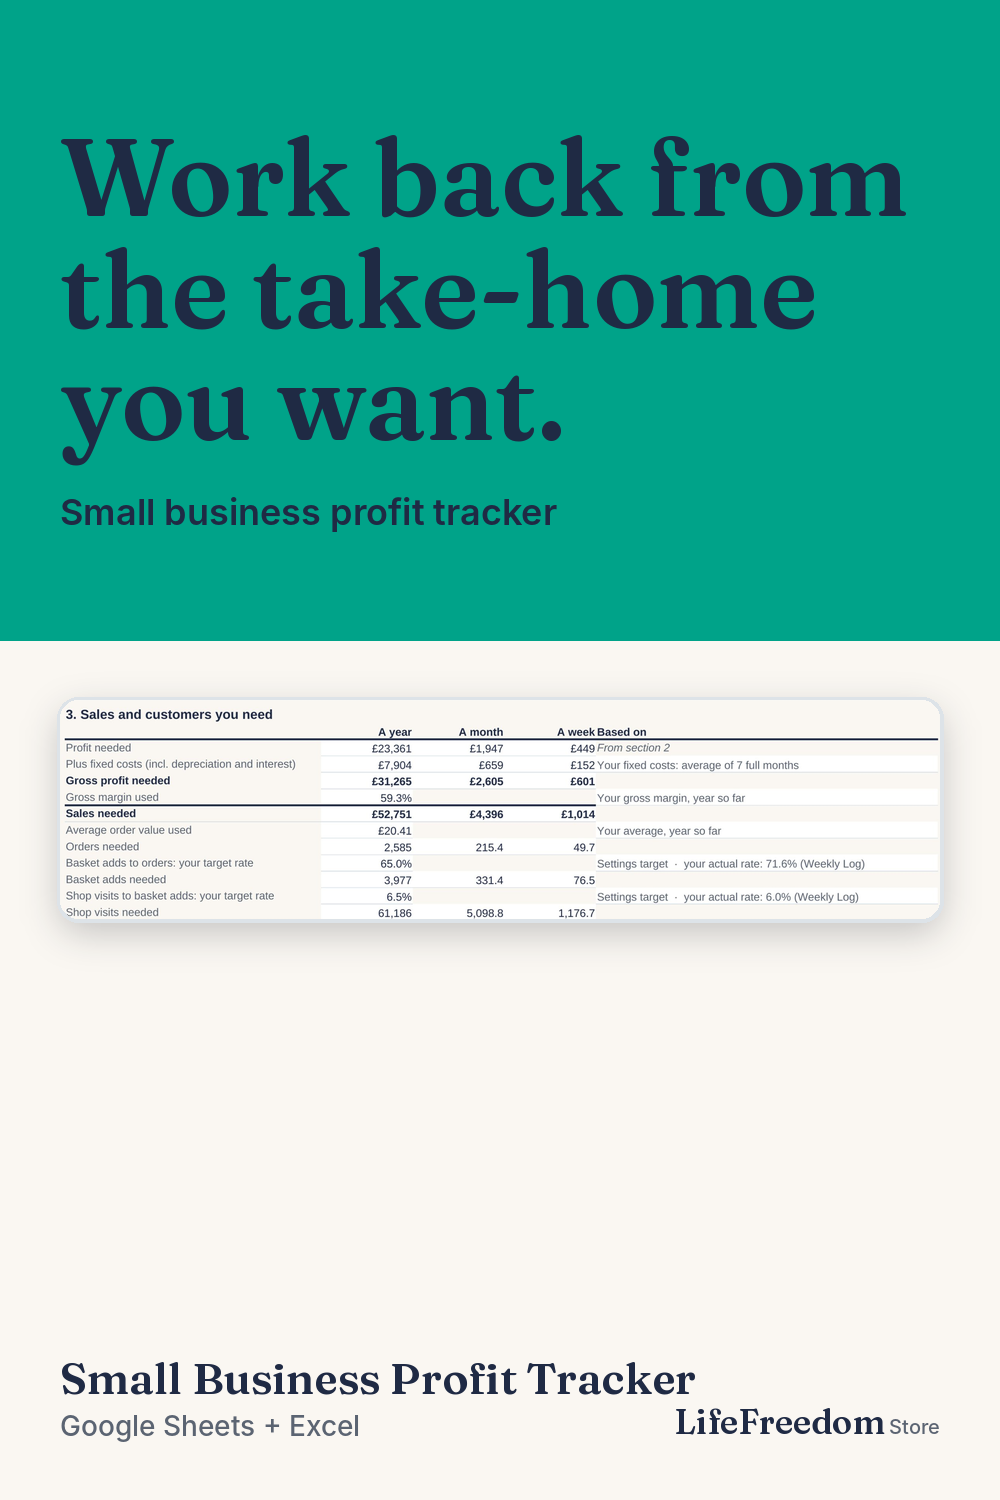 Work back from
the take-home
you want.
Small business profit tracker
3. Sales and customers you need
A year A month A week Based on
Profit needed £23,361 £1,947 £449 From section 2
Plus fixed costs (incl. depreciation and interest) £7,904 £659 £152 Your fixed costs: average of 7 full months
Gross profit needed £31,265 £2,605 £601
Gross margin used 59.3% Your gross margin, year so far
Sales needed £52,751 £4,396 £1,014
Average order value used £20.41 Your average, year so far
Orders needed 2,585 215.4 49.7
Basket adds to orders: your target rate 65.0% Settings target · your actual rate: 71.6% (Weekly Log)
Basket adds needed 3,977 331.4 76.5
Shop visits to basket adds: your target rate 6.5% Settings target · your actual rate: 6.0% (Weekly Log)
Shop visits needed 61,186 5,098.8 1,176.7
Small Business Profit Tracker
Google Sheets + Excel
LifeFreedom Store